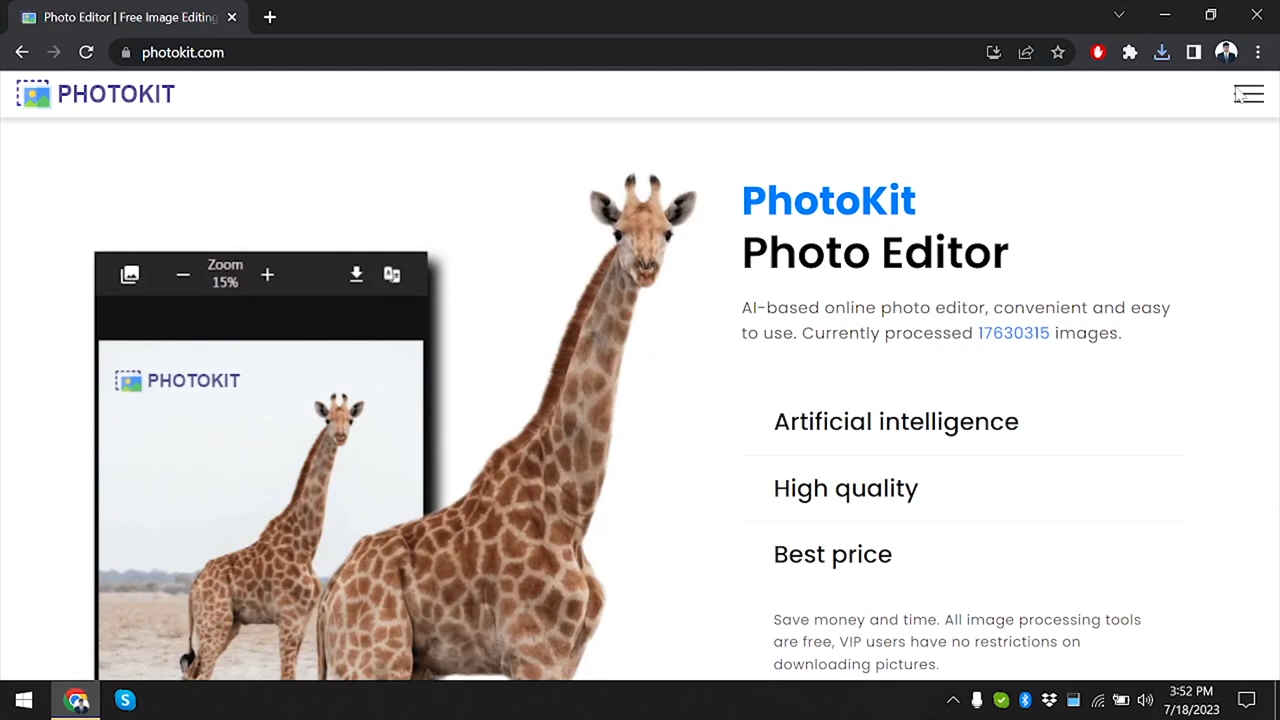 Photo Editor | Free Image Editing
photokit.com
PHOTOKIT
PhotoKit
Photo Editor
Zoom
15%
AI-based online photo editor, convenient and easy
to use. Currently processed 17630315 images.
PHOTOKIT
Artificial intelligence
High quality
Best price
Save money and time. All image processing tools
are free, VIP users have no restrictions on
downloading pictures.
3:52 PM
7/18/2023